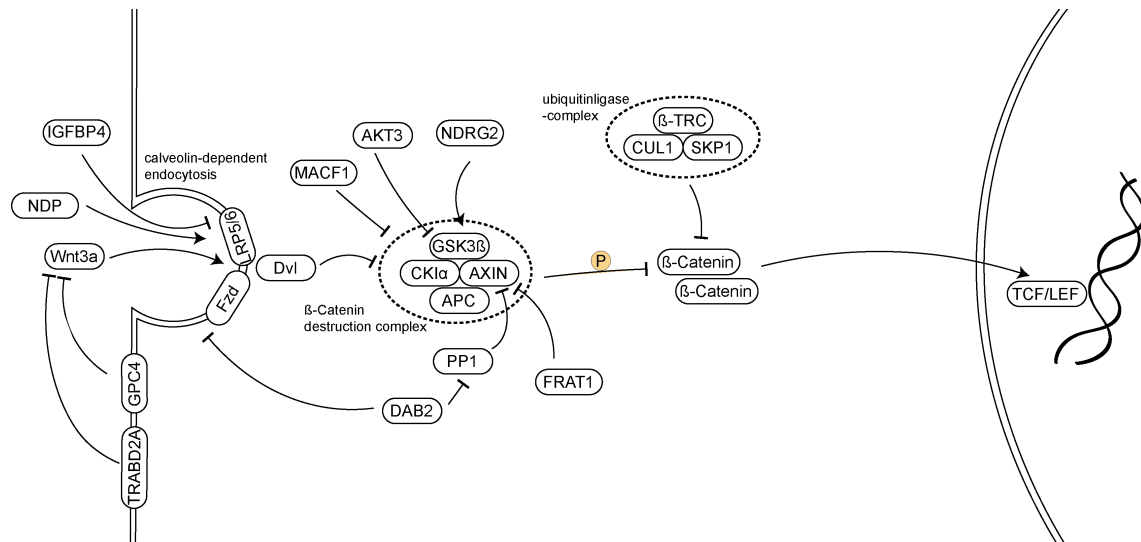 ubiquitinligase
-complex
ß-TRC
CUL1
SKP1
IGFBP4
AKT3
NDRG2
calveolin-dependent
endocytosis
MACF1
NDP
LRP5/6
Wnt3a
Dvl
Fzd
GSK3ß
CKIα
AXIN
APC
P
ß-Catenin
ß-Catenin
TCF/LEF
ß-Catenin
destruction complex
PP1
FRAT1
GPC4
DAB2
TRABD2A